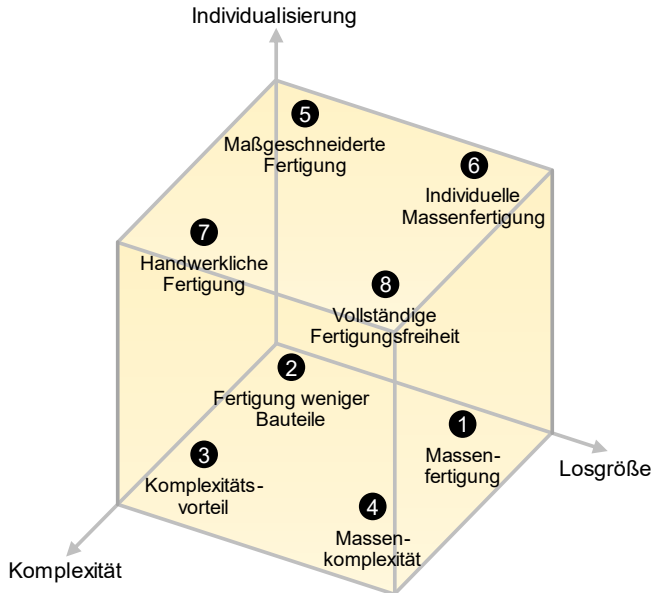 Individualisierung
5
Maßgeschneiderte
Fertigung
6
Individuelle
Massenfertigung
7
Handwerkliche
Fertigung
8
Vollständige
Fertigungsfreiheit
2
Fertigung weniger
Bauteile
1
Massen-
fertigung
3
Komplexitäts-
vorteil
4
Massen-
komplexität
Losgröße
Komplexität